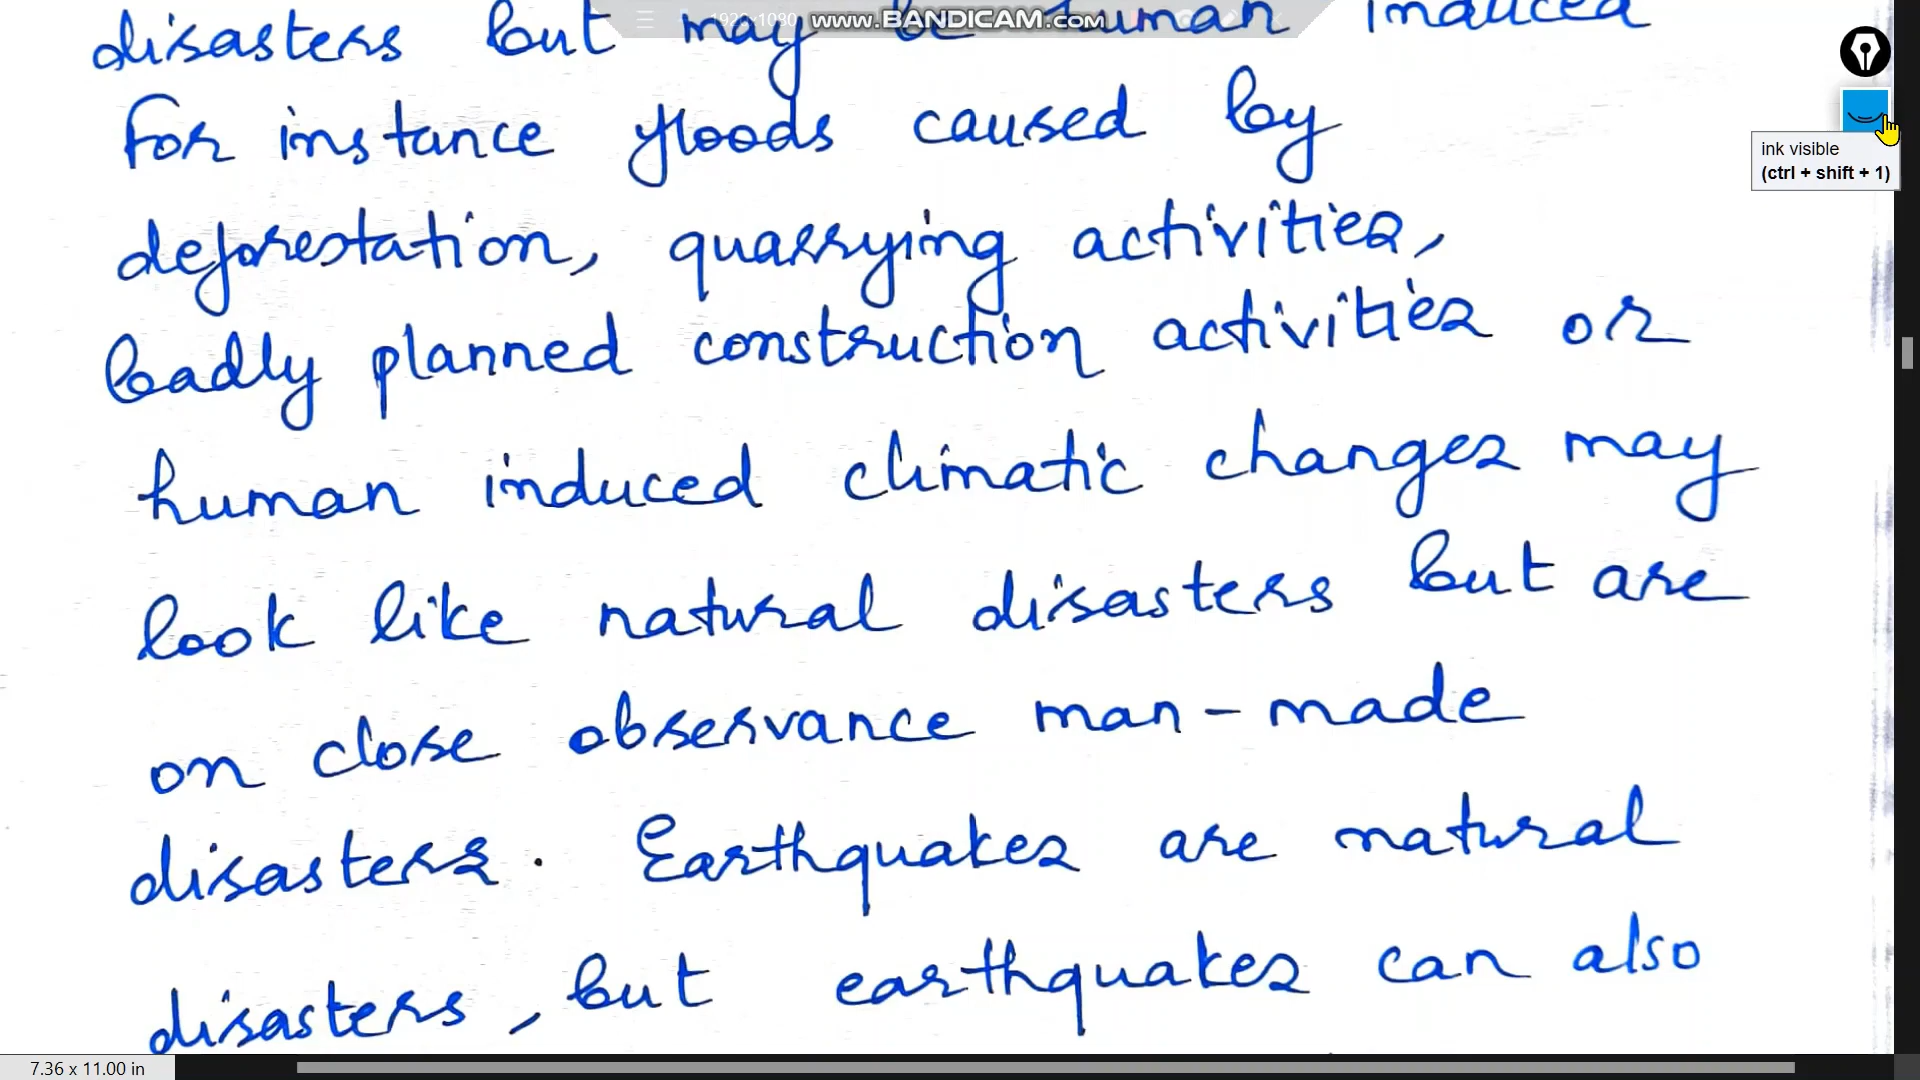 disasters but may be human induced
www.BANDICAM.com
For instance floods caused by
deforestation, quarrying activities,
badly planned construction activities or
human induced climatic changes may
look like natural disasters but are
on close observance man-made
disasters. Earthquakes are natural
disasters, but earthquakes can also
ink visible
(ctrl + shift + 1)
7.36 x 11.00 in